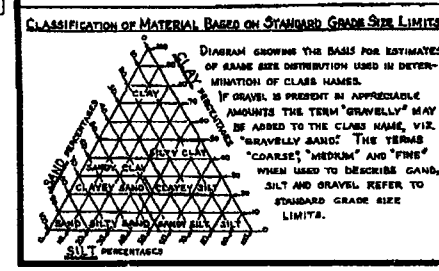 CLASSIFICATION OF MATERIAL BASED ON STANDARD GRADE SIZE LIMITS
DIAGRAM SHOWING THE BASIS FOR ESTIMATES
OF GRADE SIZE DISTRIBUTION USED IN DETER-
MINATION OF CLASS NAMES.
IF GRAVEL IS PRESENT IN APPRECIABLE
AMOUNTS THE TERM "GRAVELLY" MAY
BE ADDED TO THE CLASS NAME, VIZ.
"GRAVELLY SAND". THE TERMS
"COARSE", "MEDIUM" AND "FINE"
WHEN USED TO DESCRIBE SAND,
SILT AND GRAVEL REFER TO
STANDARD GRADE SIZE
LIMITS.
CLAY PERCENTAGES
SAND PERCENTAGES
CLAY
SILTY CLAY
SANDY CLAY
CLAYEY SAND CLAYEY SILT
SAND SILTY SAND SANDY SILT SILT
SILT PERCENTAGES